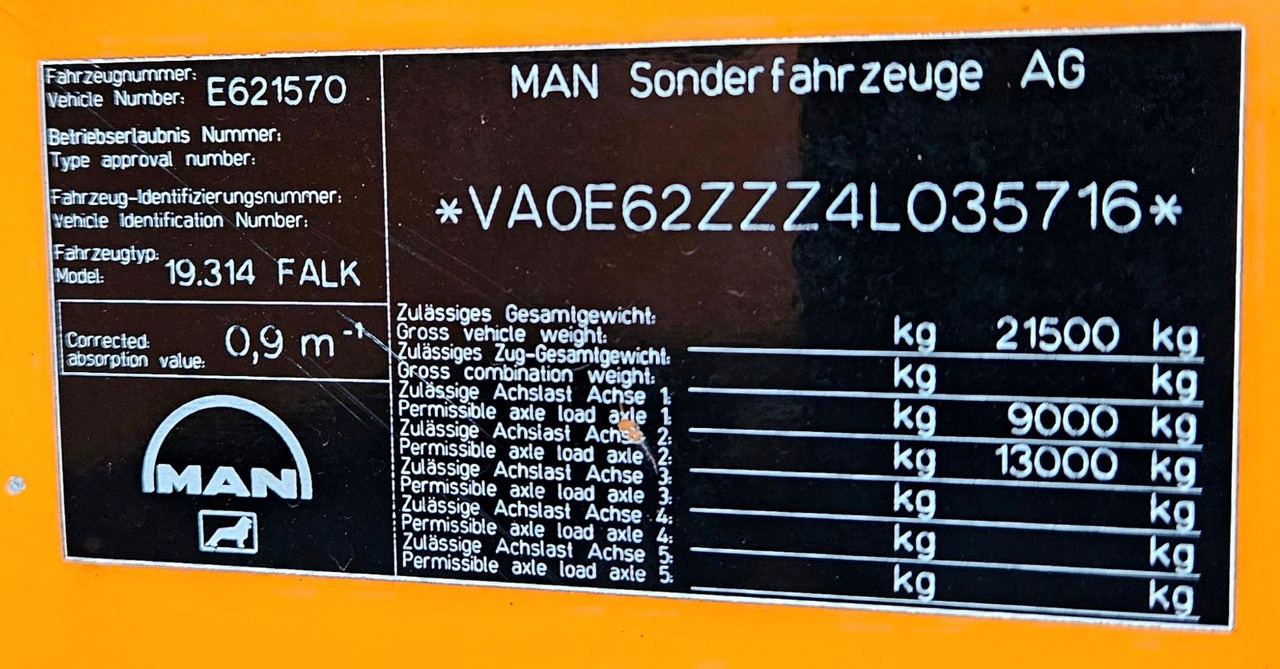 Fahrzeugnummer:
Vehicle Number: E621570
Betriebserlaubnis Nummer:
Type approval number:
Fahrzeug-Identifizierungsnummer:
Vehicle Identification Number:
Fahrzeugtyp:
Model: 19.314 FALK
Corrected:
absorption value: 0,9 m⁻¹
MAN
MAN Sonderfahrzeuge AG
*VA0E62ZZZ4L035716*
Zulässiges Gesamtgewicht:
Gross vehicle weight: kg 21500 kg
Zulässiges Zug-Gesamtgewicht:
Gross combination weight: kg kg
Zulässige Achslast Achse 1:
Permissible axle load axle 1: kg 9000 kg
Zulässige Achslast Achse 2:
Permissible axle load axle 2: kg 13000 kg
Zulässige Achslast Achse 3:
Permissible axle load axle 3: kg kg
Zulässige Achslast Achse 4:
Permissible axle load axle 4: kg kg
Zulässige Achslast Achse 5:
Permissible axle load axle 5: kg kg